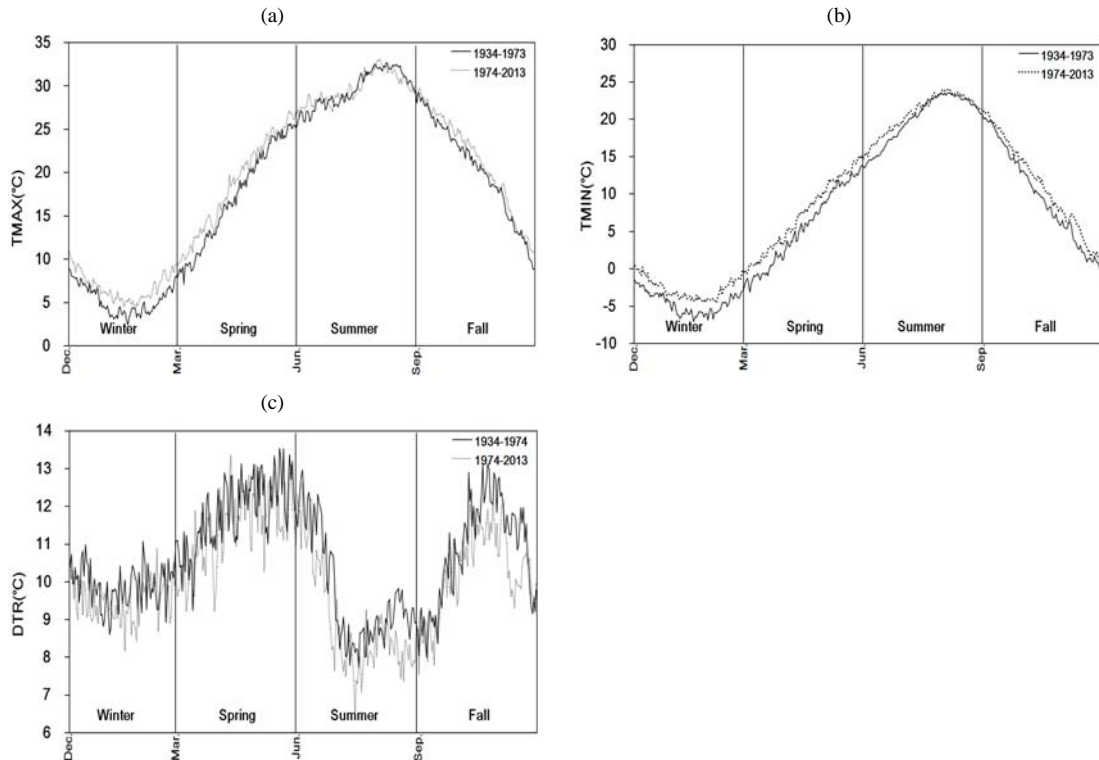 (a)
35
30
25
20
15
10
5
0
TMAX(°C)
1934-1973
1974-2013
Winter
Spring
Summer
Fall
Dec.
Mar.
Jun.
Sep.
(b)
30
25
20
15
10
5
0
-5
-10
TMIN(°C)
1934-1973
1974-2013
Winter
Spring
Summer
Fall
Dec.
Mar.
Jun.
Sep.
(c)
14
13
12
11
10
9
8
7
6
DTR(°C)
1934-1974
1974-2013
Winter
Spring
Summer
Fall
Dec.
Mar.
Jun.
Sep.